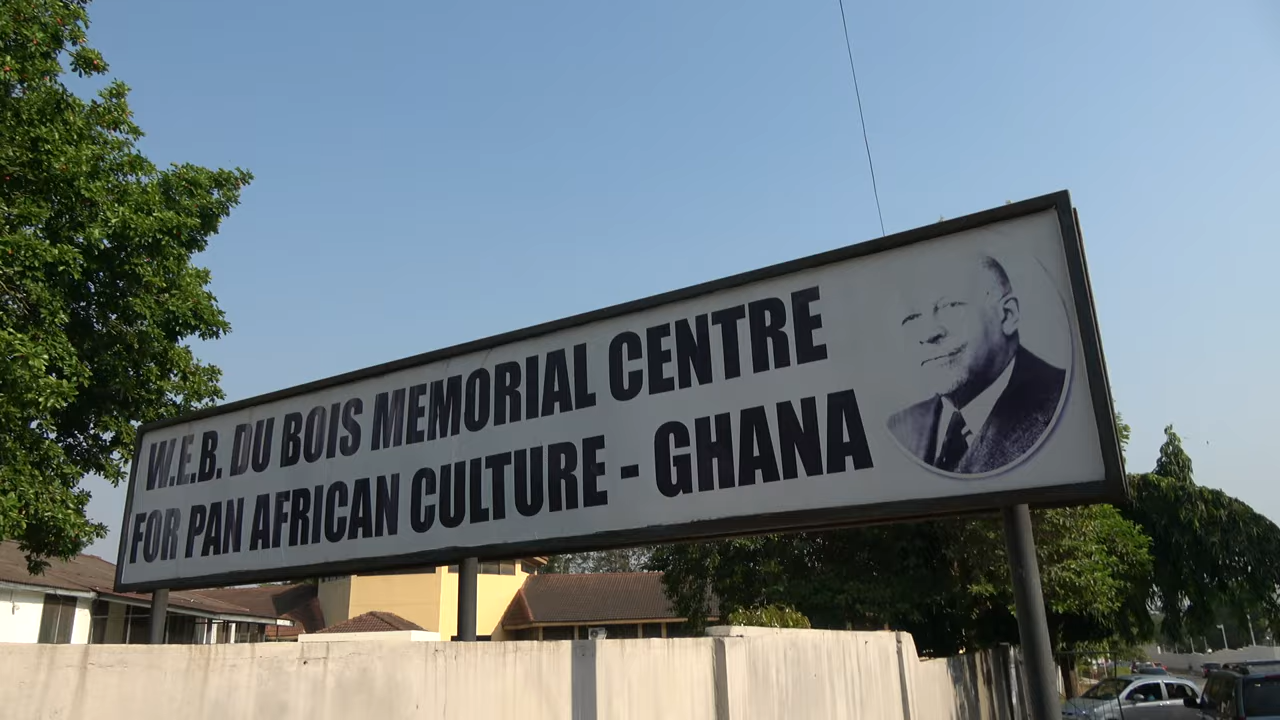 W.E.B. DU BOIS MEMORIAL CENTRE
FOR PAN AFRICAN CULTURE - GHANA